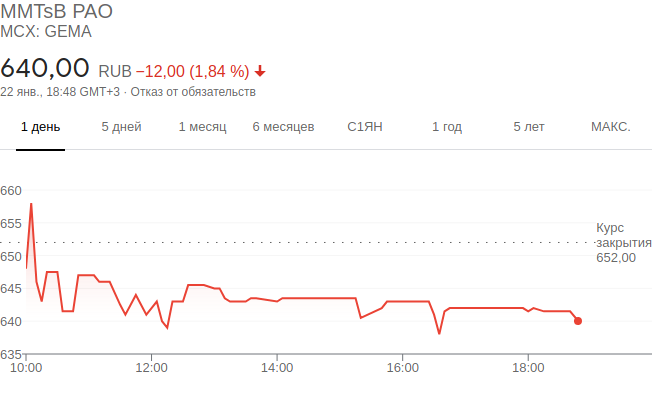 MMTsB PAO
MCX: GEMA
640,00 RUB −12,00 (1,84 %)
22 янв., 18:48 GMT+3 · Отказ от обязательств
1 день 5 дней 1 месяц 6 месяцев С1ЯН 1 год 5 лет МАКС.
660
655
Курс
закрытия
652,00
650
645
640
635
10:00 12:00 14:00 16:00 18:00